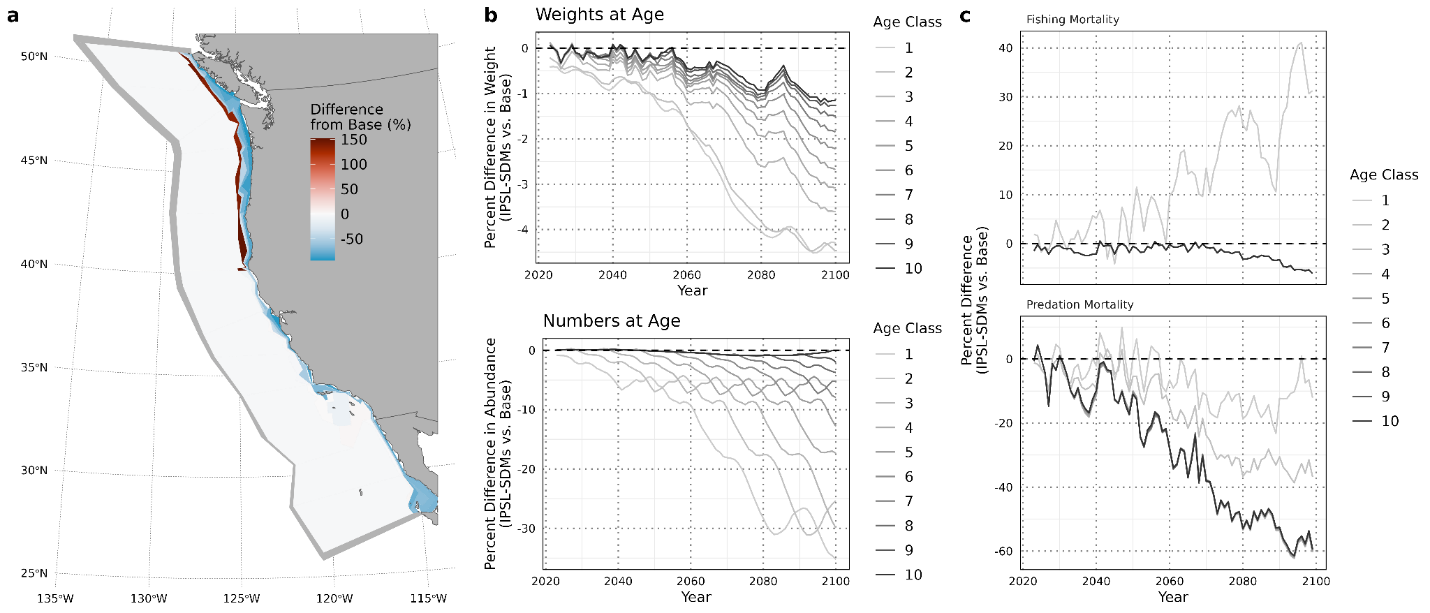 a
50°N
45°N
40°N
35°N
30°N
25°N
135°W
130°W
125°W
120°W
115°W
Difference
from Base (%)
150
100
50
0
-50
b
Weights at Age
Percent Difference in Weight
(IPSL-SDMs vs. Base)
0
-1
-2
-3
-4
2020
2040
2060
2080
2100
Year
Age Class
1
2
3
4
5
6
7
8
9
10
Numbers at Age
Percent Difference in Abundance
(IPSL-SDMs vs. Base)
0
-10
-20
-30
2020
2040
2060
2080
2100
Year
Age Class
1
2
3
4
5
6
7
8
9
10
c
Fishing Mortality
40
30
20
10
0
Percent Difference
(IPSL-SDMs vs. Base)
Predation Mortality
0
-20
-40
-60
2020
2040
2060
2080
2100
Year
Age Class
1
2
3
4
5
6
7
8
9
10